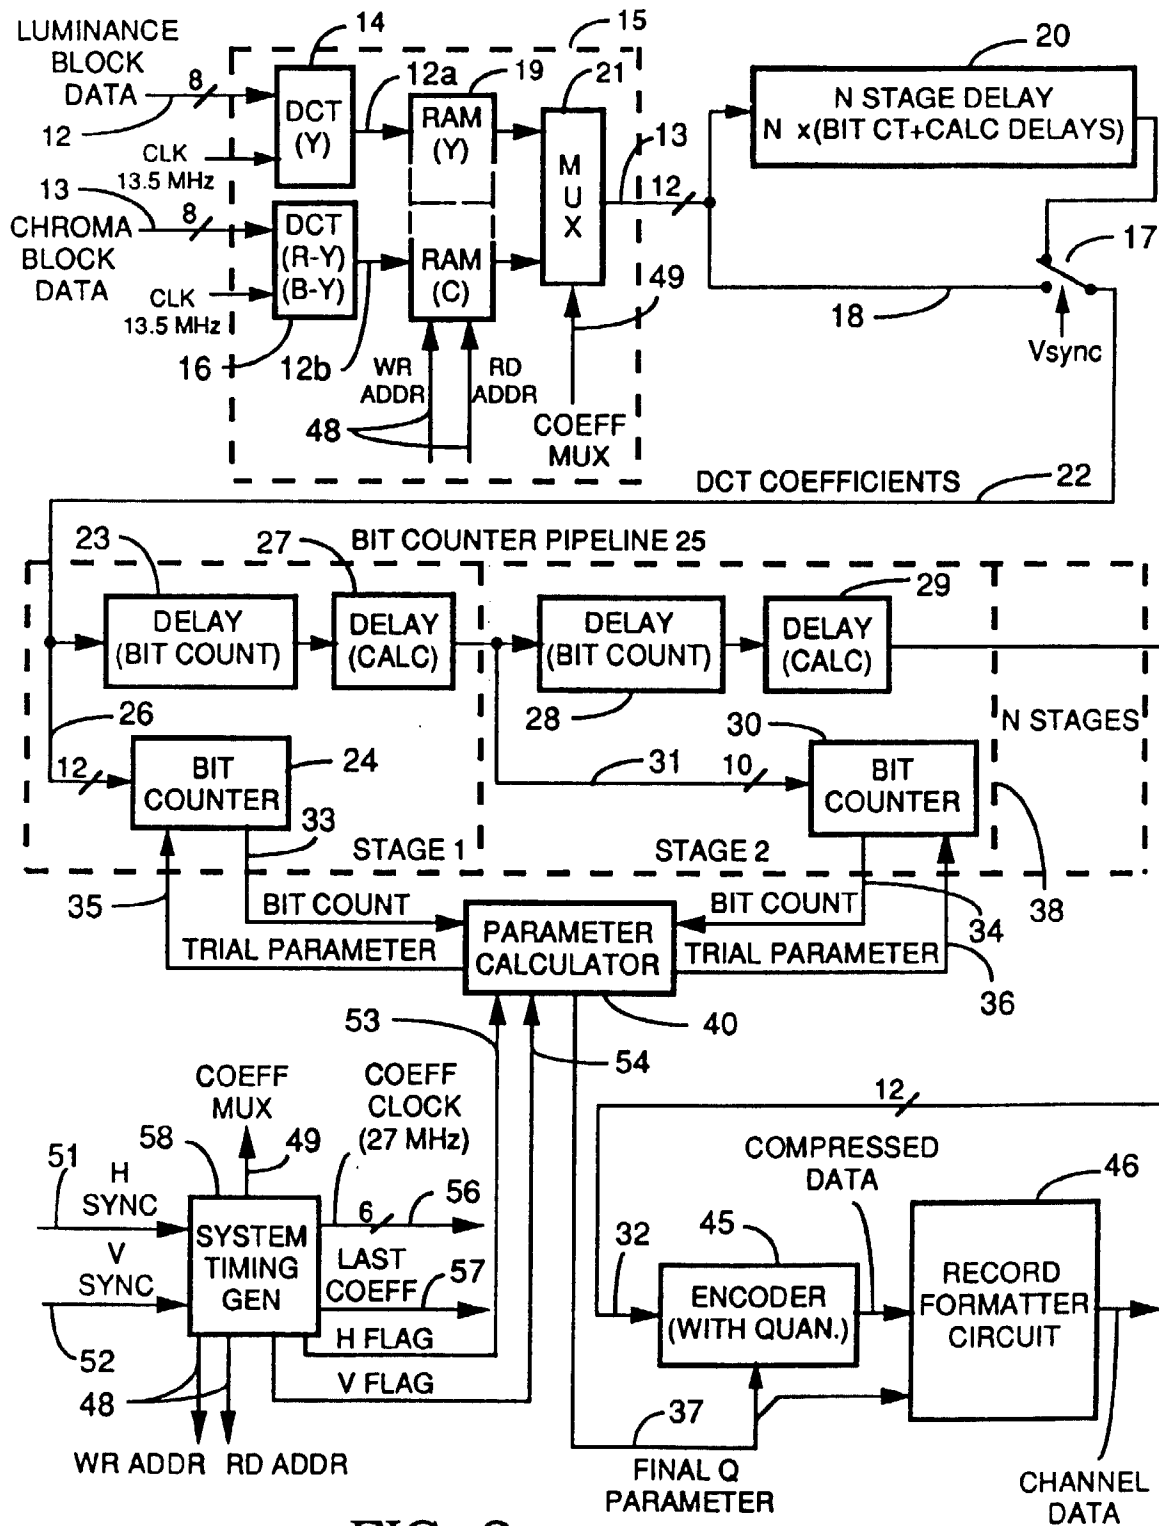 LUMINANCE
BLOCK
DATA
8
12
CLK
13.5 MHz
13
CHROMA
BLOCK
DATA
8
CLK
13.5 MHz
14
DCT
(Y)
12a
15
19
RAM
(Y)
21
MUX
DCT
(R-Y)
(B-Y)
16
12b
RAM
(C)
WR
ADDR
RD
ADDR
48
COEFF
MUX
49
13
12
20
N STAGE DELAY
N x(BIT CT+CALC DELAYS)
17
18
Vsync
DCT COEFFICIENTS
22
BIT COUNTER PIPELINE 25
23
DELAY
(BIT COUNT)
27
DELAY
(CALC)
DELAY
(BIT COUNT)
28
29
DELAY
(CALC)
N STAGES
26
12
BIT
COUNTER
24
33
STAGE 1
31
10
30
BIT
COUNTER
STAGE 2
38
35
BIT COUNT
TRIAL PARAMETER
PARAMETER
CALCULATOR
40
BIT COUNT
34
TRIAL PARAMETER
36
53
54
COEFF
MUX
49
COEFF
CLOCK
(27 MHz)
51
H
SYNC
58
V
SYNC
52
SYSTEM
TIMING
GEN
6
56
LAST
COEFF
57
H FLAG
V FLAG
48
WR ADDR
RD ADDR
12
32
45
ENCODER
(WITH QUAN.)
COMPRESSED
DATA
46
RECORD
FORMATTER
CIRCUIT
37
FINAL Q
PARAMETER
CHANNEL
DATA